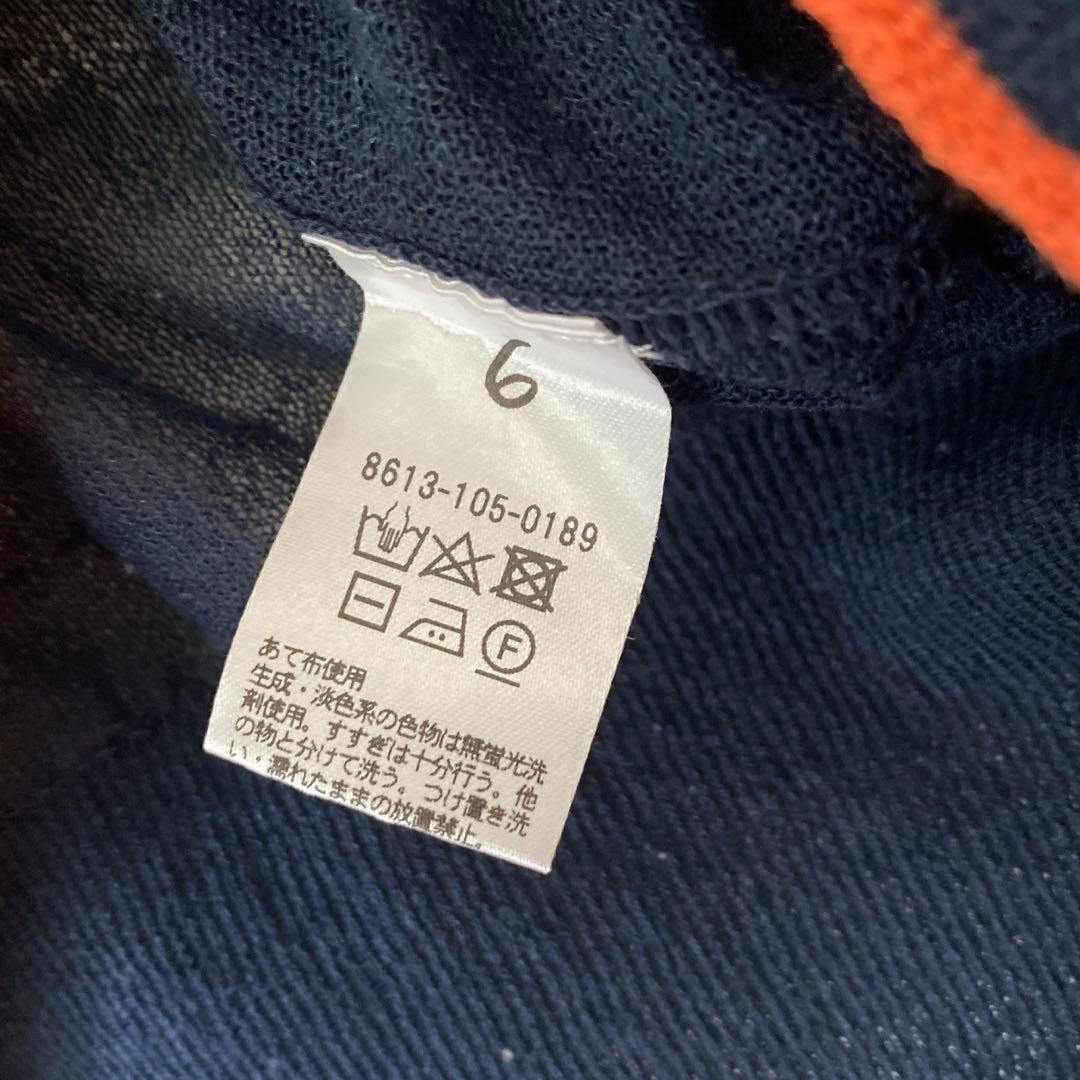 6
8613-105-0189
F
あて布使用
生成・淡色系の色物は無蛍光洗
剤使用。すすぎは十分行う。他
の物と分けて洗う。つけ置き洗
い・濡れたままの放置禁止。